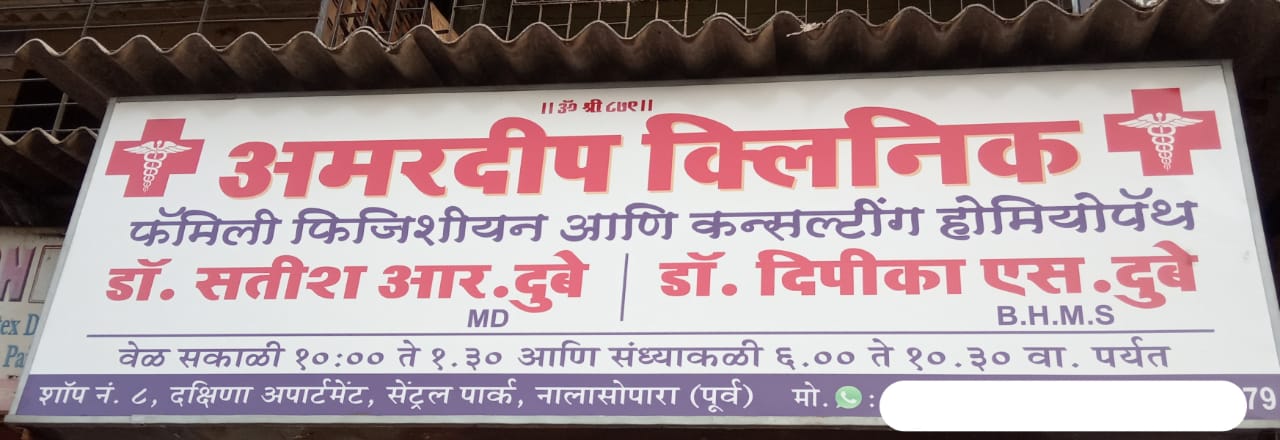 ॥ ॐ श्री ८७९॥
अमरदीप क्लिनिक
फॅमिली फिजिशीयन आणि कन्सल्टींग होमियोपॅथ
डॉ. सतीश आर.दुबे | डॉ. दिपीका एस.दुबे
MD B.H.M.S
वेळ सकाळी १०:०० ते १.३० आणि संध्याकळी ६.०० ते १०.३० वा. पर्यत
शॉप नं. ८, दक्षिणा अपार्टमेंट, सेंट्रल पार्क, नालासोपारा (पूर्व) मो. : 79